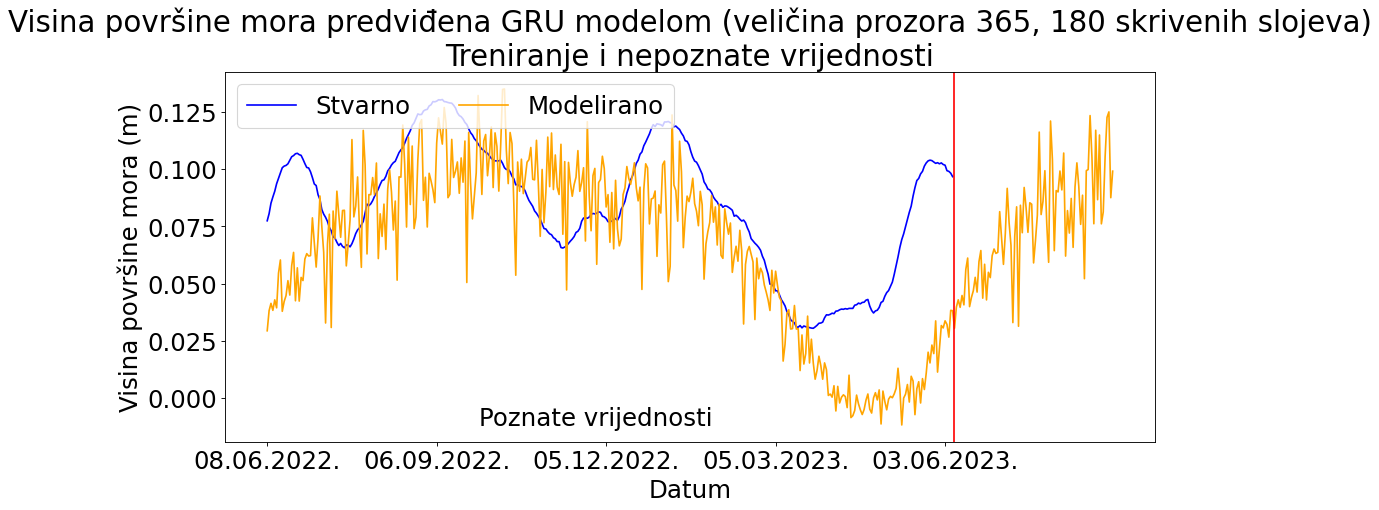 Visina površine mora predviđena GRU modelom (veličina prozora 365, 180 skrivenih slojeva)
Treniranje i nepoznate vrijednosti
Stvarno
Modelirano
Visina površine mora (m)
0.125
0.100
0.075
0.050
0.025
0.000
Poznate vrijednosti
08.06.2022. 06.09.2022. 05.12.2022. 05.03.2023. 03.06.2023.
Datum